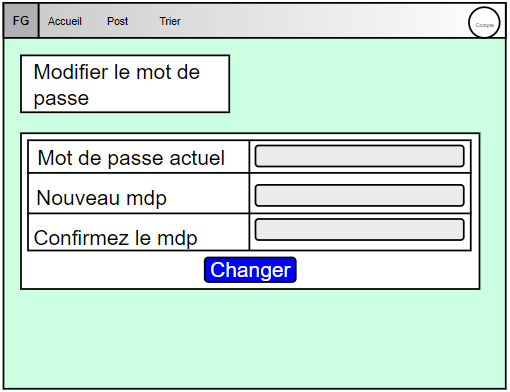 FG Accueil Post Trier Compte
Modifier le mot de
passe
Mot de passe actuel
Nouveau mdp
Confirmez le mdp
Changer